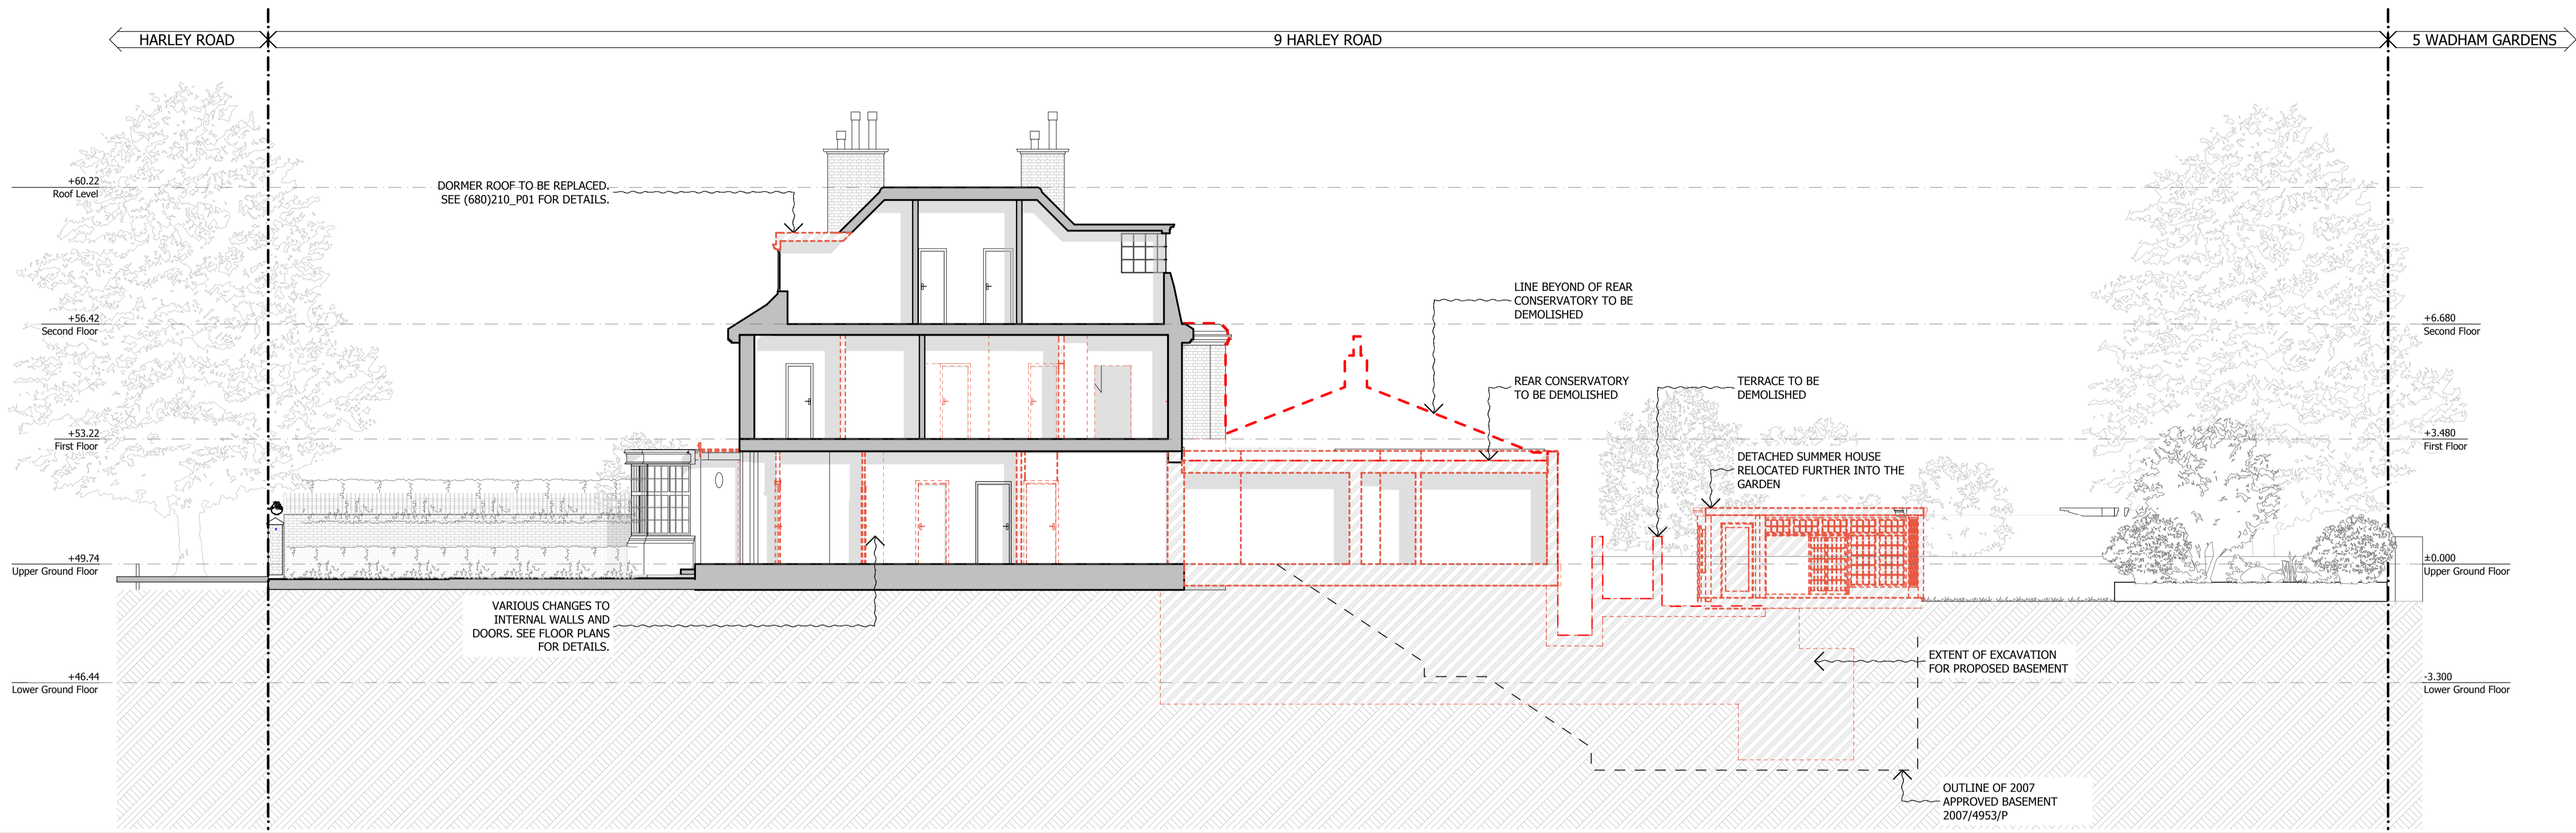 HARLEY ROAD
9 HARLEY ROAD
5 WADHAM GARDENS
+60.22
Roof Level
DORMER ROOF TO BE REPLACED.
SEE (680)210_P01 FOR DETAILS.
LINE BEYOND OF REAR
CONSERVATORY TO BE
DEMOLISHED
+56.42
Second Floor
+6.680
Second Floor
REAR CONSERVATORY
TO BE DEMOLISHED
TERRACE TO BE
DEMOLISHED
+53.22
First Floor
+3.480
First Floor
DETACHED SUMMER HOUSE
RELOCATED FURTHER INTO THE
GARDEN
+49.74
Upper Ground Floor
±0.000
Upper Ground Floor
VARIOUS CHANGES TO
INTERNAL WALLS AND
DOORS. SEE FLOOR PLANS
FOR DETAILS.
EXTENT OF EXCAVATION
FOR PROPOSED BASEMENT
+46.44
Lower Ground Floor
-3.300
Lower Ground Floor
OUTLINE OF 2007
APPROVED BASEMENT
2007/4953/P